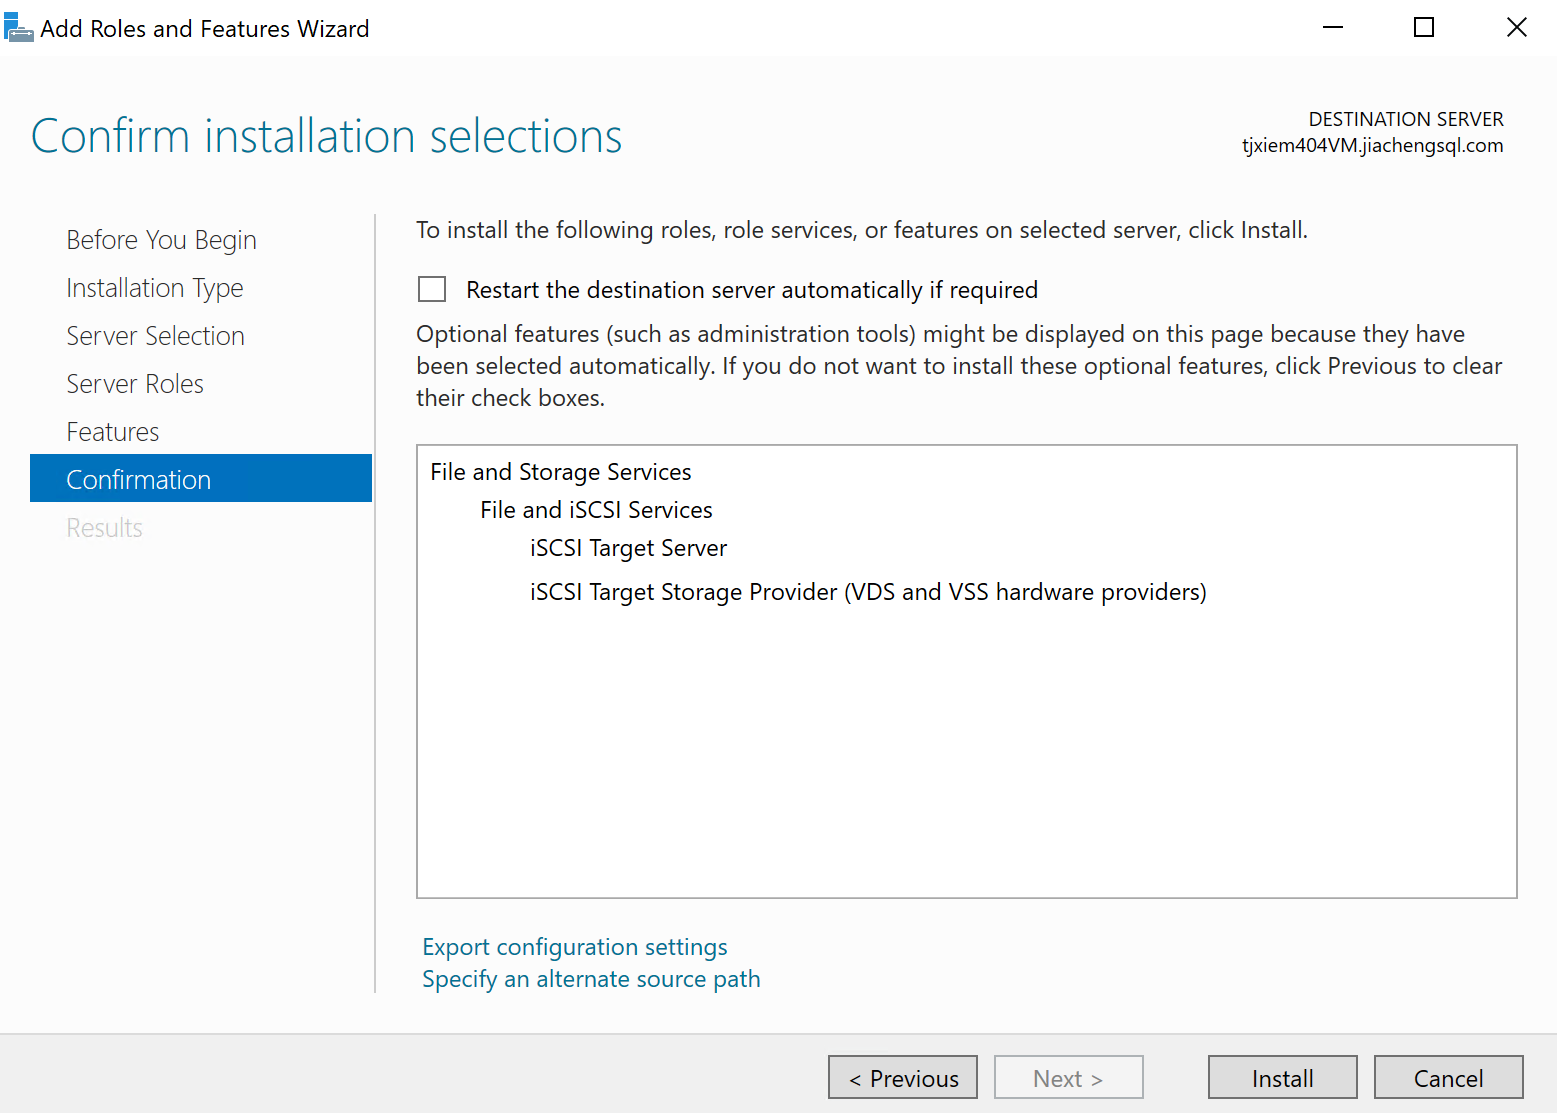 Add Roles and Features Wizard
Confirm installation selections
DESTINATION SERVER
tjxiem404VM.jiachengsql.com
Before You Begin
Installation Type
Server Selection
Server Roles
Features
Confirmation
Results
To install the following roles, role services, or features on selected server, click Install.
Restart the destination server automatically if required
Optional features (such as administration tools) might be displayed on this page because they have
been selected automatically. If you do not want to install these optional features, click Previous to clear
their check boxes.
File and Storage Services
File and iSCSI Services
iSCSI Target Server
iSCSI Target Storage Provider (VDS and VSS hardware providers)
Export configuration settings
Specify an alternate source path
< Previous
Next >
Install
Cancel